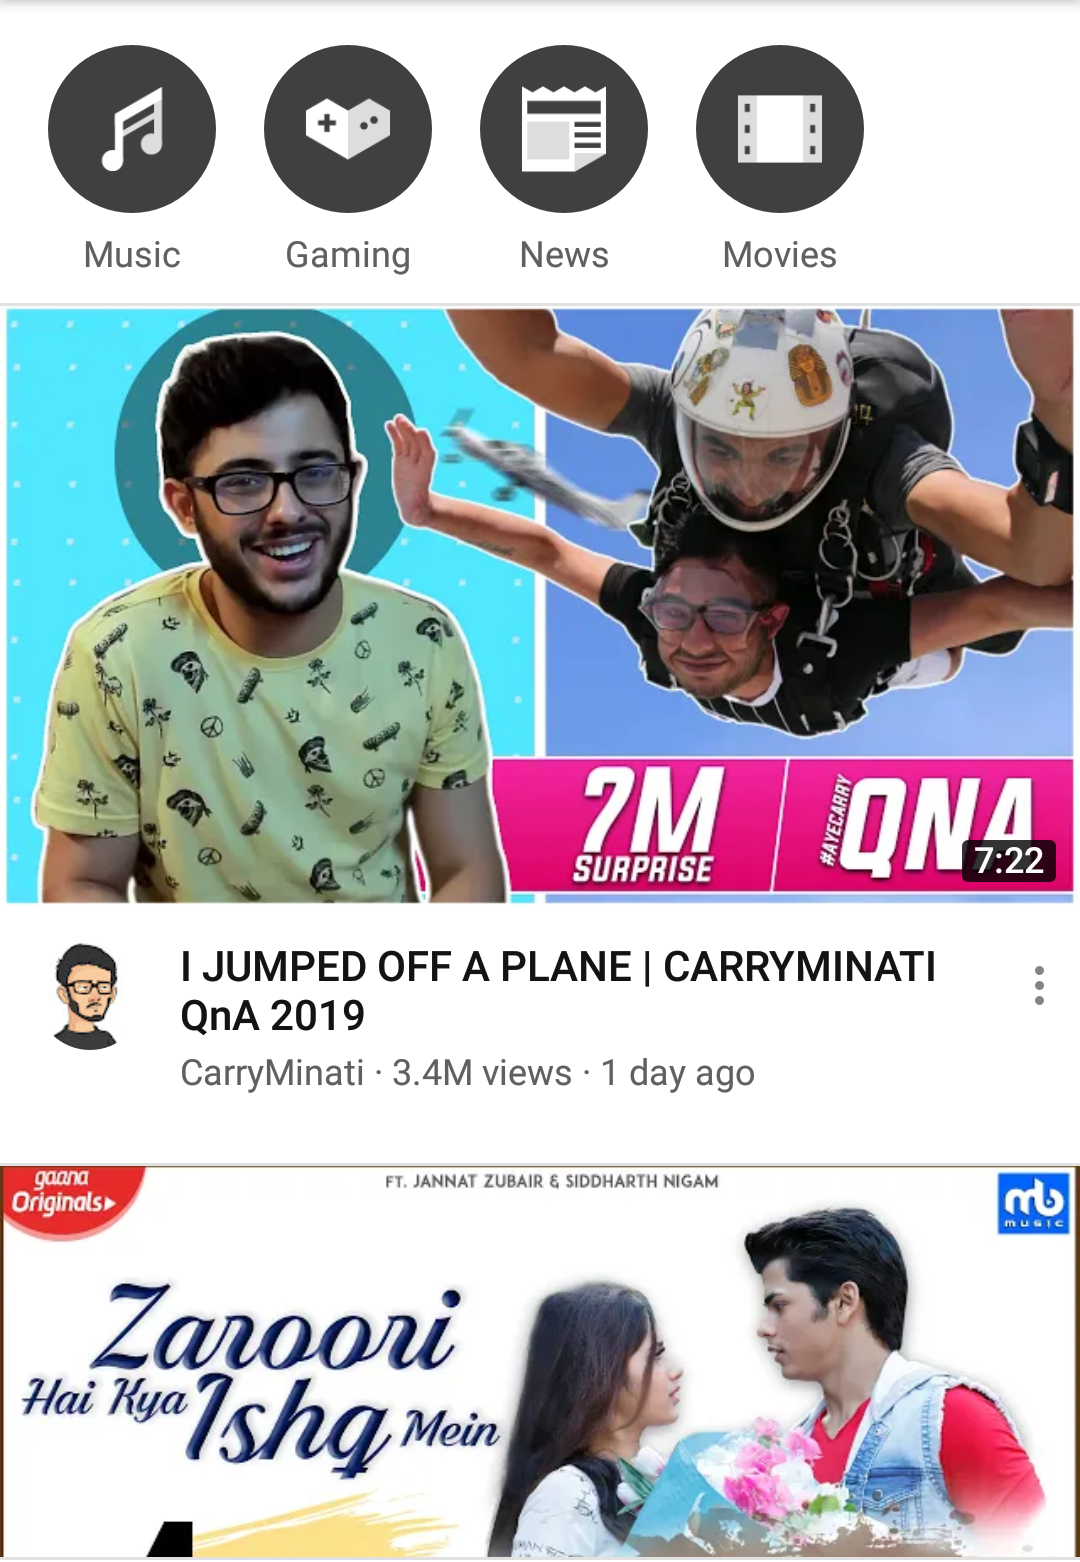 Music
Gaming
News
Movies
7M
SURPRISE
#AYECARRY
QNA
7:22
I JUMPED OFF A PLANE | CARRYMINATI
QnA 2019
CarryMinati · 3.4M views · 1 day ago
gaana
Originals
FT. JANNAT ZUBAIR & SIDDHARTH NIGAM
mb
MUSIC
Zaroori
Hai Kya Ishq Mein